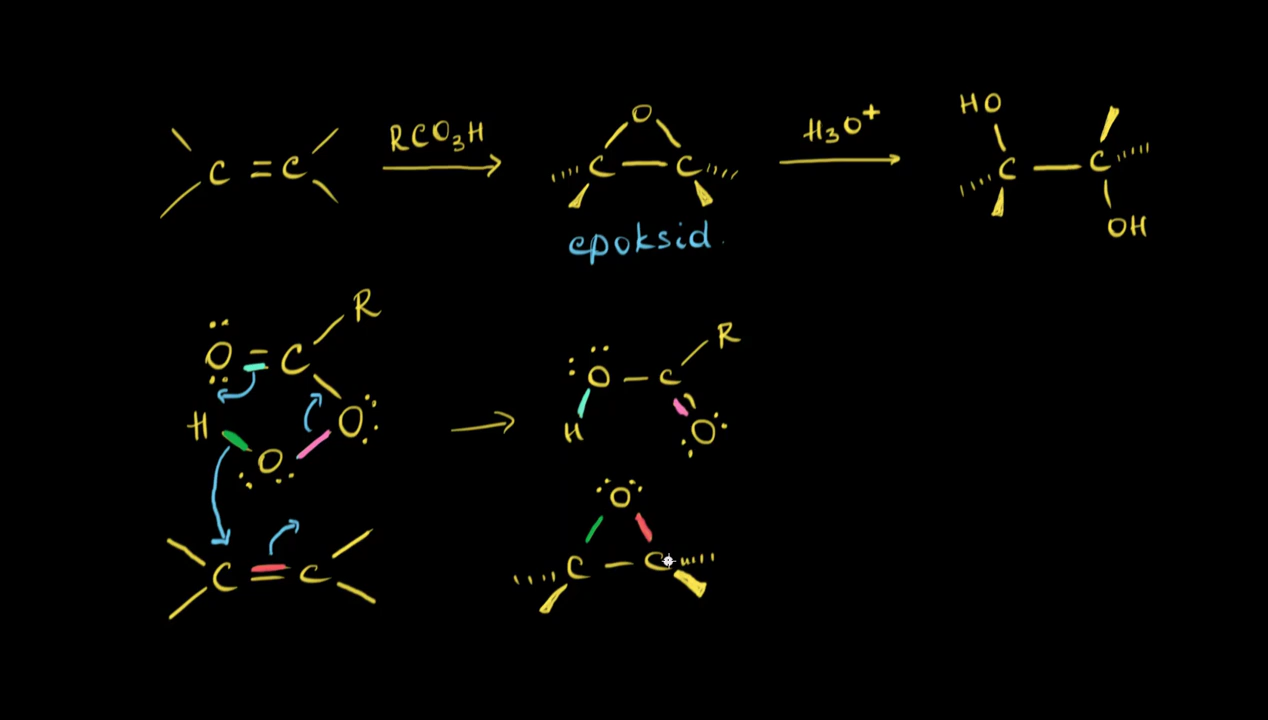 C = C
RCO₃H
O
C — C
epoksid
H₃O⁺
HO
C — C
OH
R
O = C
H
O
O
C = C
R
O — C
H
O
O
C — C